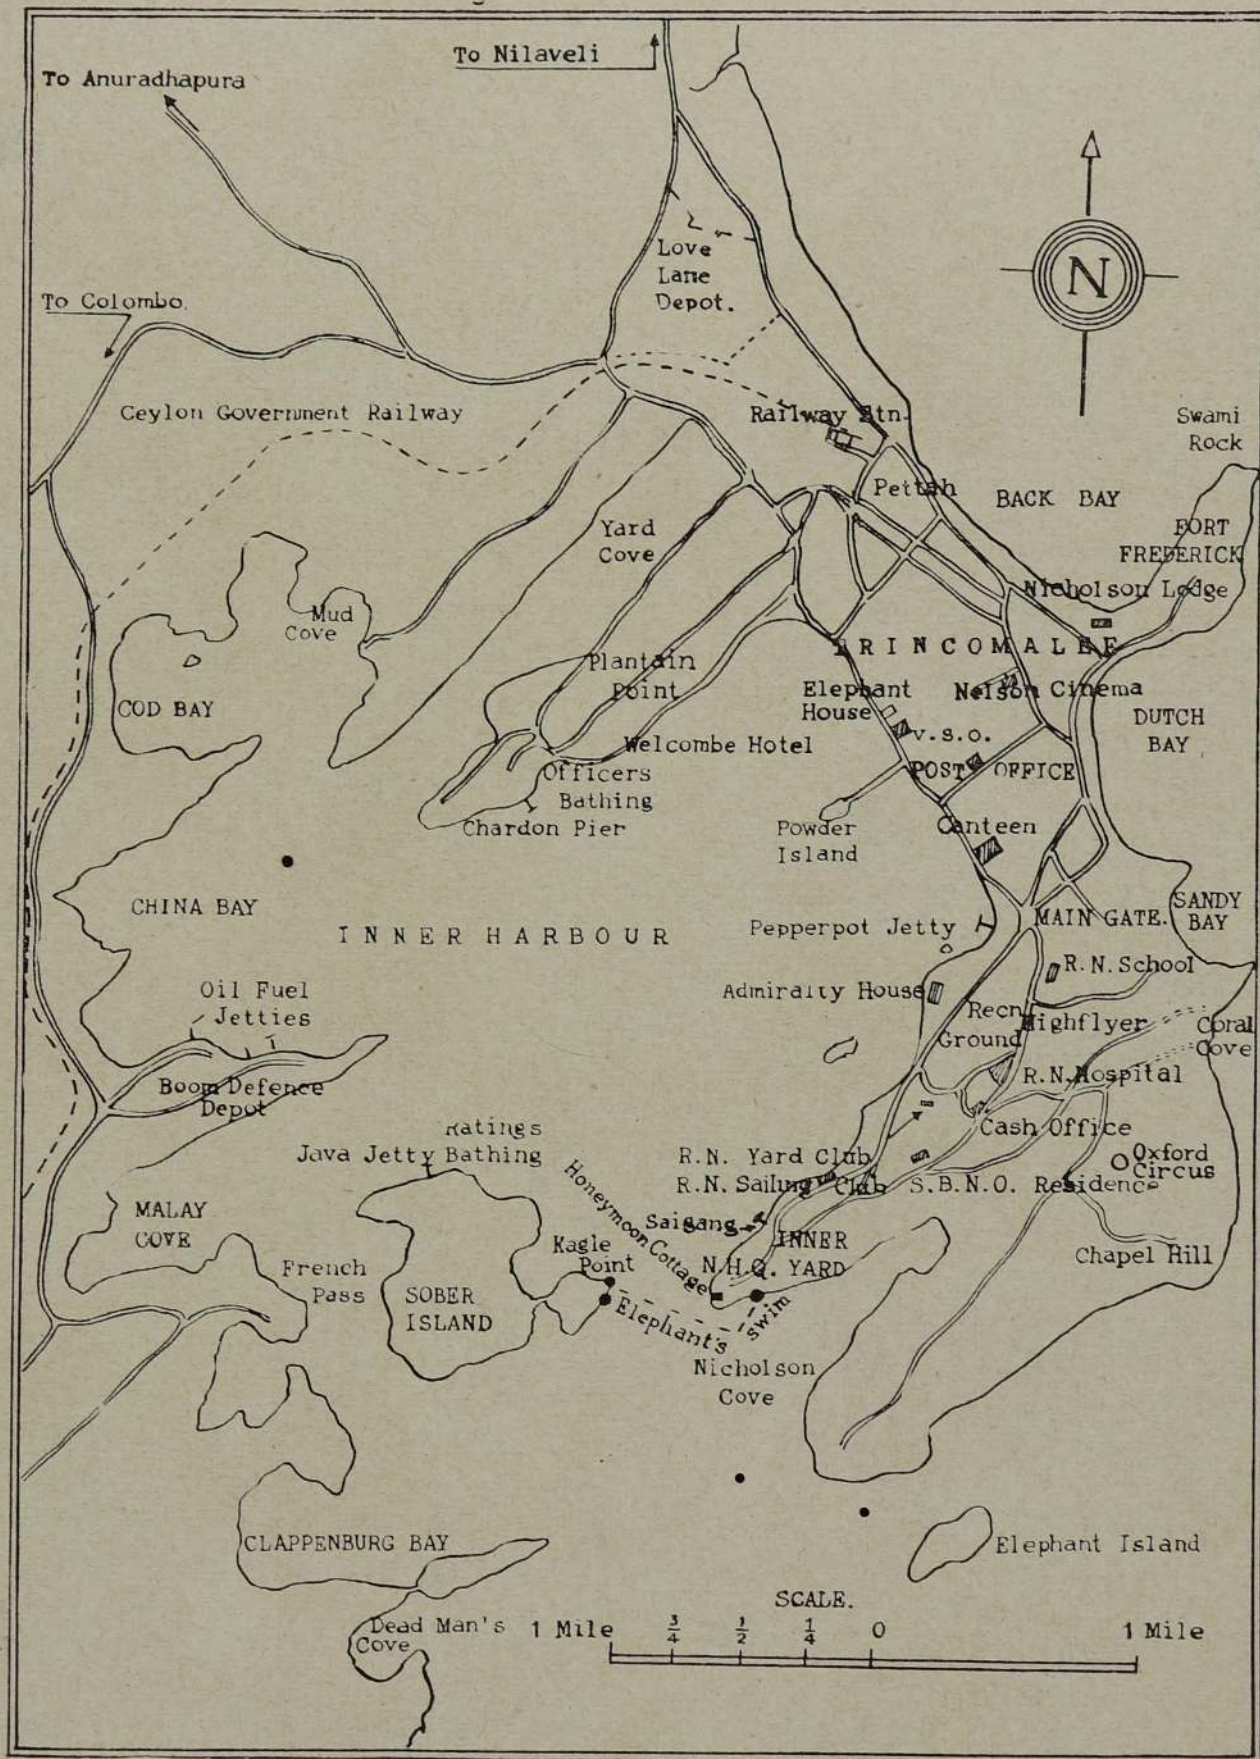 To Nilaveli
To Anuradhapura
To Colombo.
Love
Lane
Depot.
N
Ceylon Government Railway
Railway Stn.
Swami
Rock
Pettah
BACK BAY
FORT
FREDERICK
Yard
Cove
Nicholson Lodge
Mud
Cove
TRINCOMALEE
Plantain
Point
Elephant
House
Nelson Cinema
COD BAY
DUTCH
BAY
V.S.O.
Welcombe Hotel
POST OFFICE
Officers
Bathing
Chardon Pier
Powder
Island
Canteen
CHINA BAY
INNER HARBOUR
Pepperpot Jetty
MAIN GATE.
SANDY
BAY
R.N. School
Oil Fuel
Jetties
Admiralty House
Recn
Ground
Highflyer
Coral
Cove
Boom Defence
Depot
R.N. Hospital
Cash Office
Ratings
Java Jetty Bathing
R.N. Yard Club
R.N. Sailing Club
S.B.N.O. Residence
Oxford
Circus
Honeymoon Cottage
MALAY
COVE
Saigang
INNER
N.H.Q. YARD
Chapel Hill
French
Pass
Kagle
Point
SOBER
ISLAND
Elephant's
swim
Nicholson
Cove
CLAPPENBURG BAY
Elephant Island
Dead Man's
Cove
SCALE.
1 Mile ¾ ½ ¼ 0 1 Mile